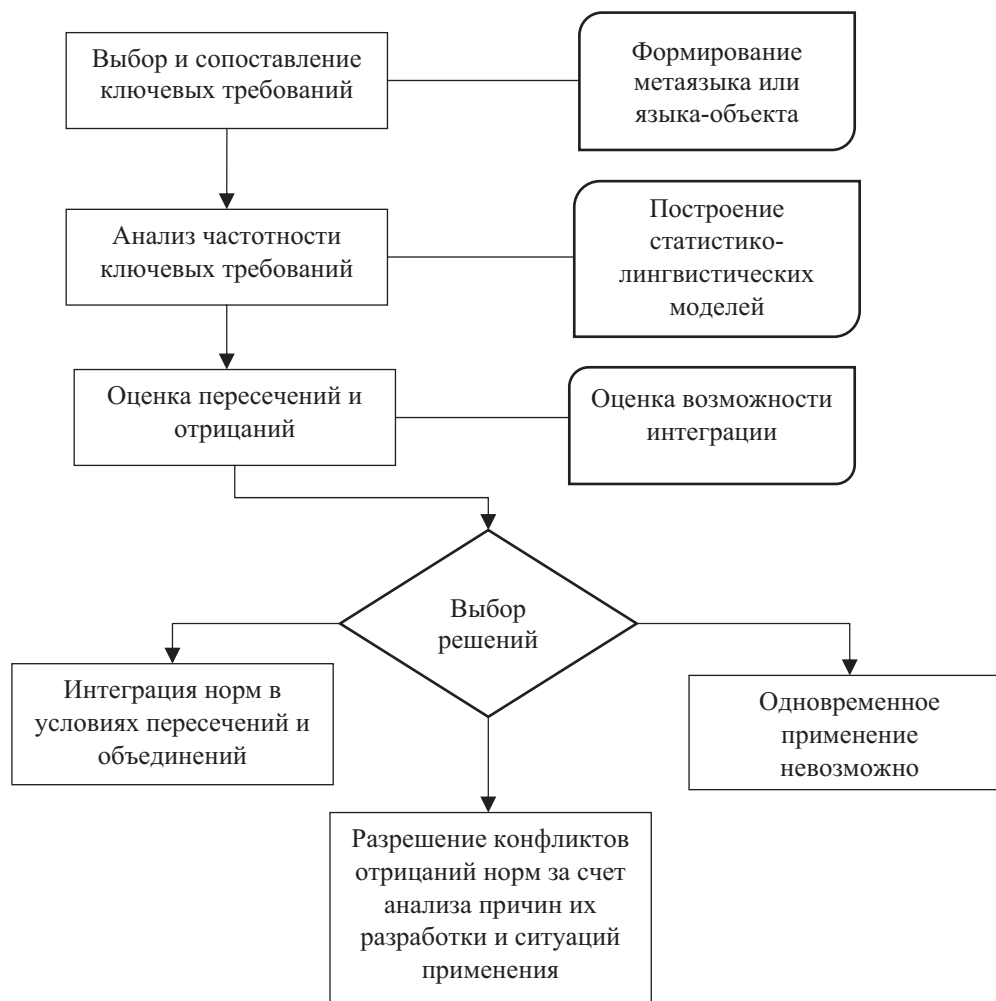 Выбор и сопоставление
ключевых требований
Формирование
метаязыка или
языка-объекта
Анализ частотности
ключевых требований
Построение
статистико-
лингвистических
моделей
Оценка пересечений и
отрицаний
Оценка возможности
интеграции
Выбор
решений
Интеграция норм в
условиях пересечений и
объединений
Одновременное
применение
невозможно
Разрешение конфликтов
отрицаний норм за счет
анализа причин их
разработки и ситуаций
применения